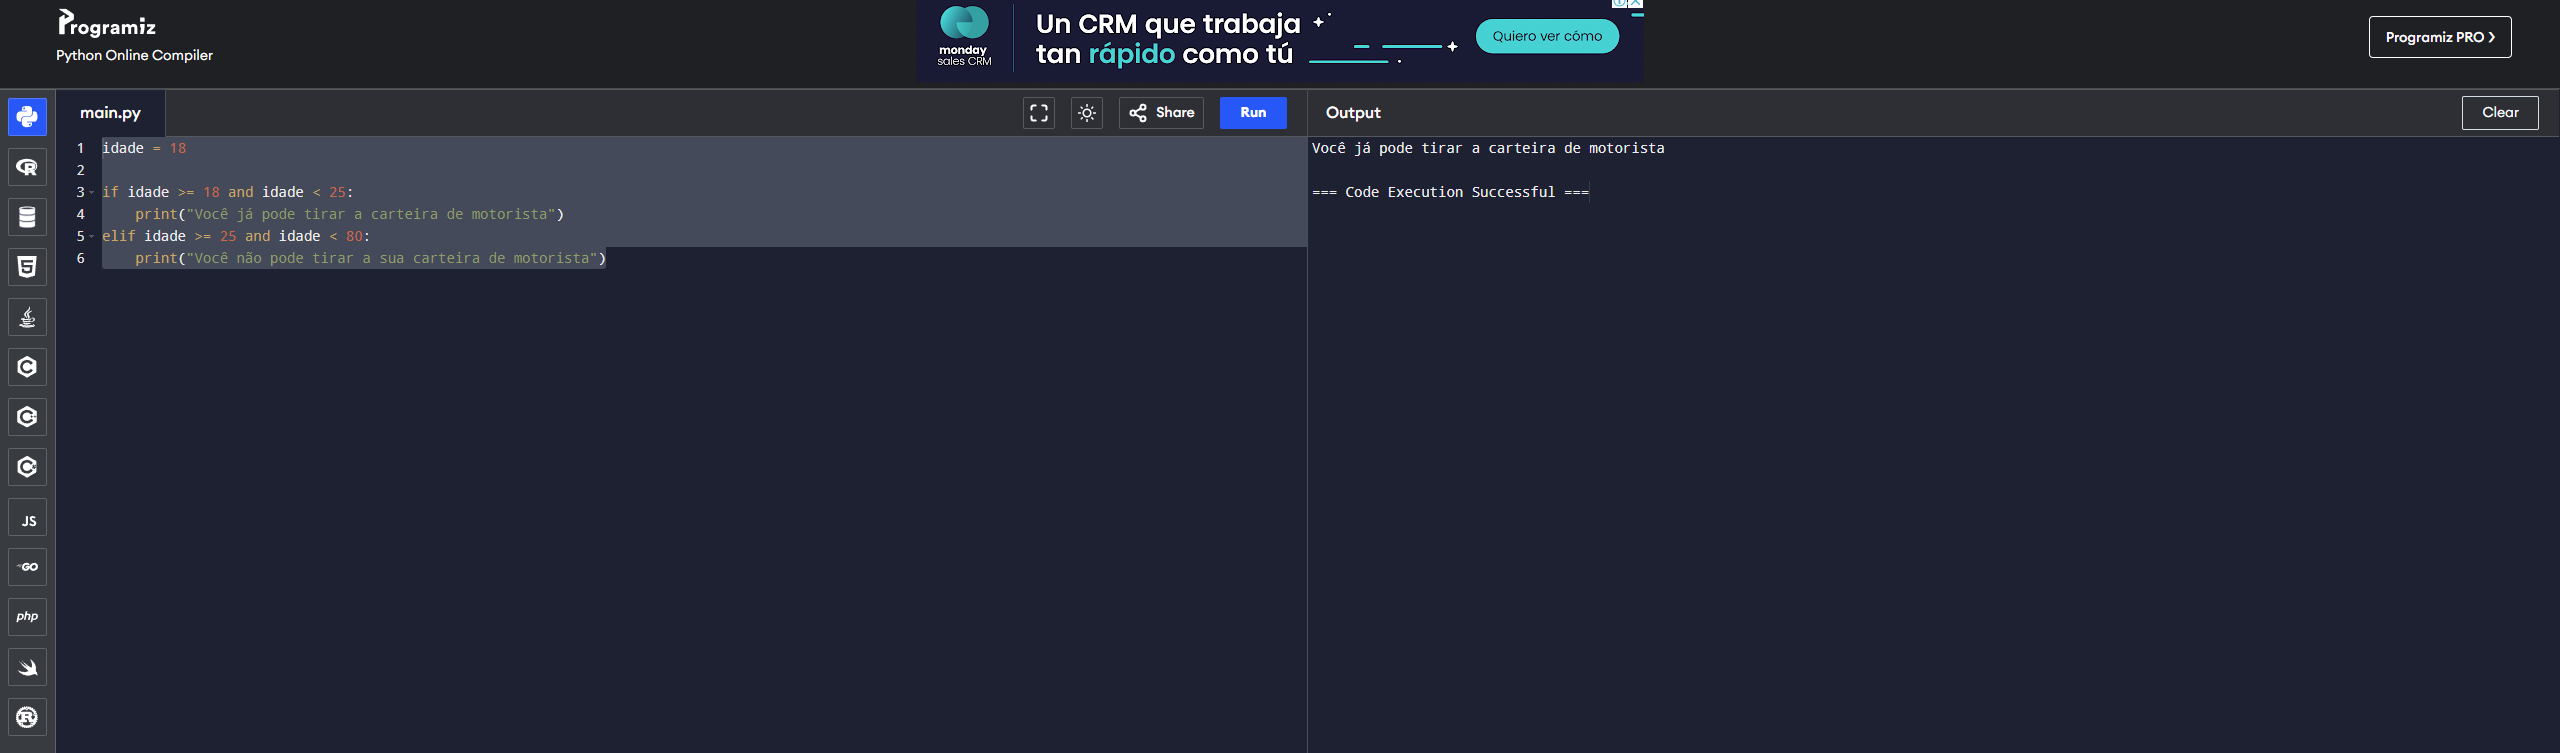 Programiz
Python Online Compiler
monday
sales CRM
Un CRM que trabaja
tan rápido como tú
Quiero ver cómo
Programiz PRO ❯
main.py
Share
Run
Output
Clear
1 idade = 18
2
3 if idade >= 18 and idade < 25:
4     print("Você já pode tirar a carteira de motorista")
5 elif idade >= 25 and idade < 80:
6     print("Você não pode tirar a sua carteira de motorista")
Você já pode tirar a carteira de motorista
=== Code Execution Successful ===
R
5
C
C
C
JS
GO
php
R